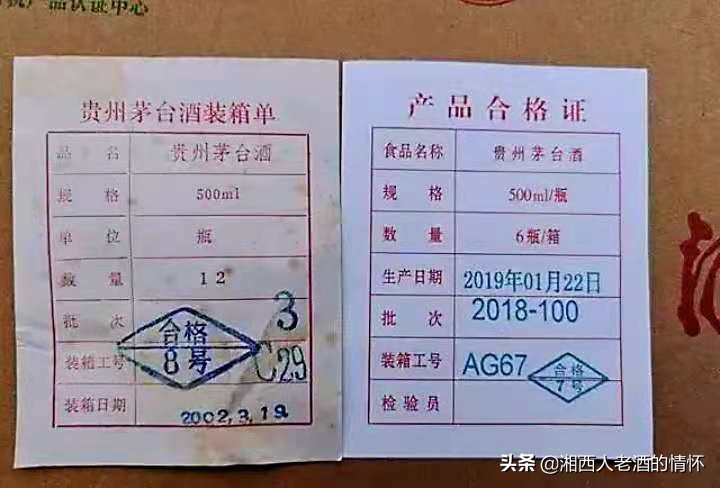 产品认证中心
贵州茅台酒装箱单
品 名 贵州茅台酒
规 格 500ml
单 位 瓶
数 量 12
批 次 3
合格
8号
装箱工号 C29
装箱日期 2002.3.19
产品合格证
食品名称 贵州茅台酒
规 格 500ml/瓶
数 量 6瓶/箱
生产日期 2019年01月22日
批 次 2018-100
装箱工号 AG67
合格
7号
检验员
头条 @湘西人老酒的情怀